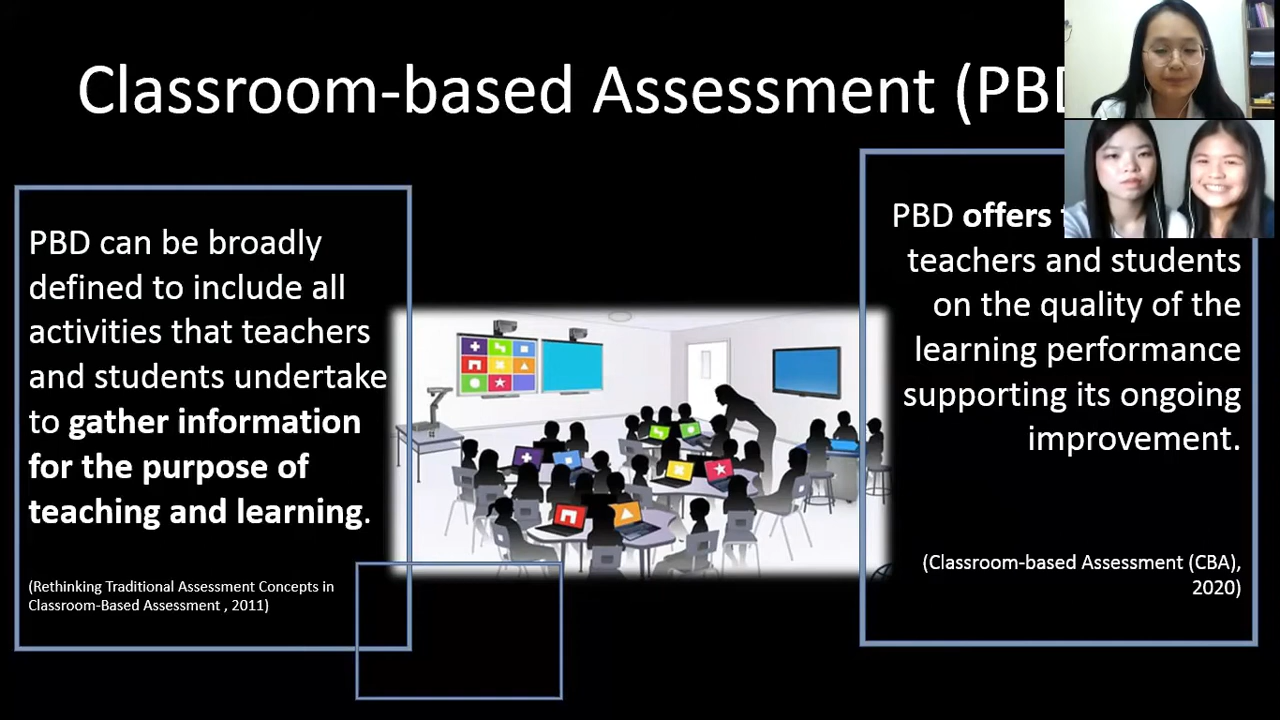 Classroom-based Assessment (PBD
PBD can be broadly
defined to include all
activities that teachers
and students undertake
to gather information
for the purpose of
teaching and learning.
(Rethinking Traditional Assessment Concepts in
Classroom-Based Assessment , 2011)
PBD offers
teachers and students
on the quality of the
learning performance
supporting its ongoing
improvement.
(Classroom-based Assessment (CBA),
2020)